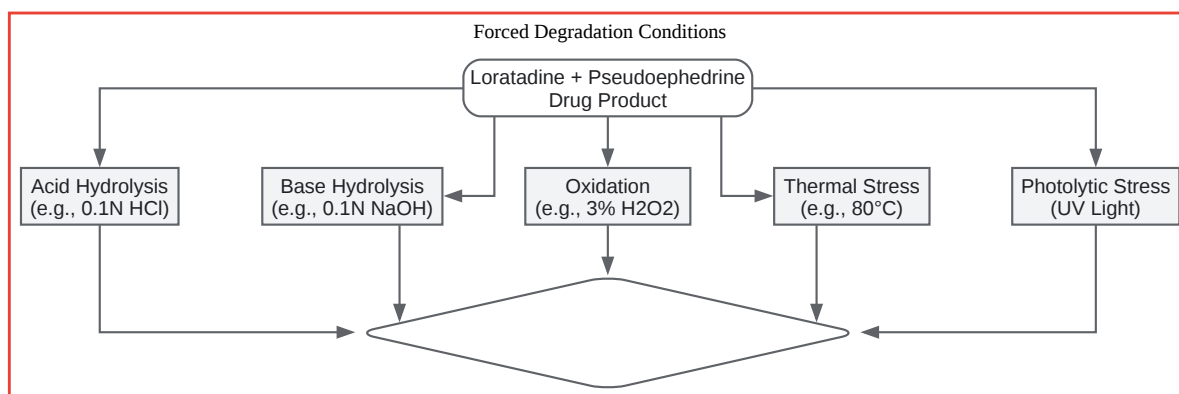 Forced Degradation Conditions
Loratadine + Pseudoephedrine
Drug Product
Acid Hydrolysis
(e.g., 0.1N HCl)
Base Hydrolysis
(e.g., 0.1N NaOH)
Oxidation
(e.g., 3% H2O2)
Thermal Stress
(e.g., 80°C)
Photolytic Stress
(UV Light)